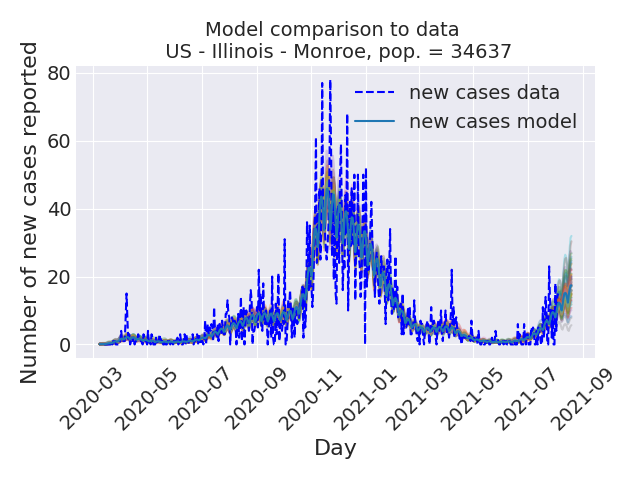 Model comparison to data
US - Illinois - Monroe, pop. = 34637
Number of new cases reported
80
60
40
20
0
new cases data
new cases model
2020-03
2020-05
2020-07
2020-09
2020-11
2021-01
2021-03
2021-05
2021-07
2021-09
Day